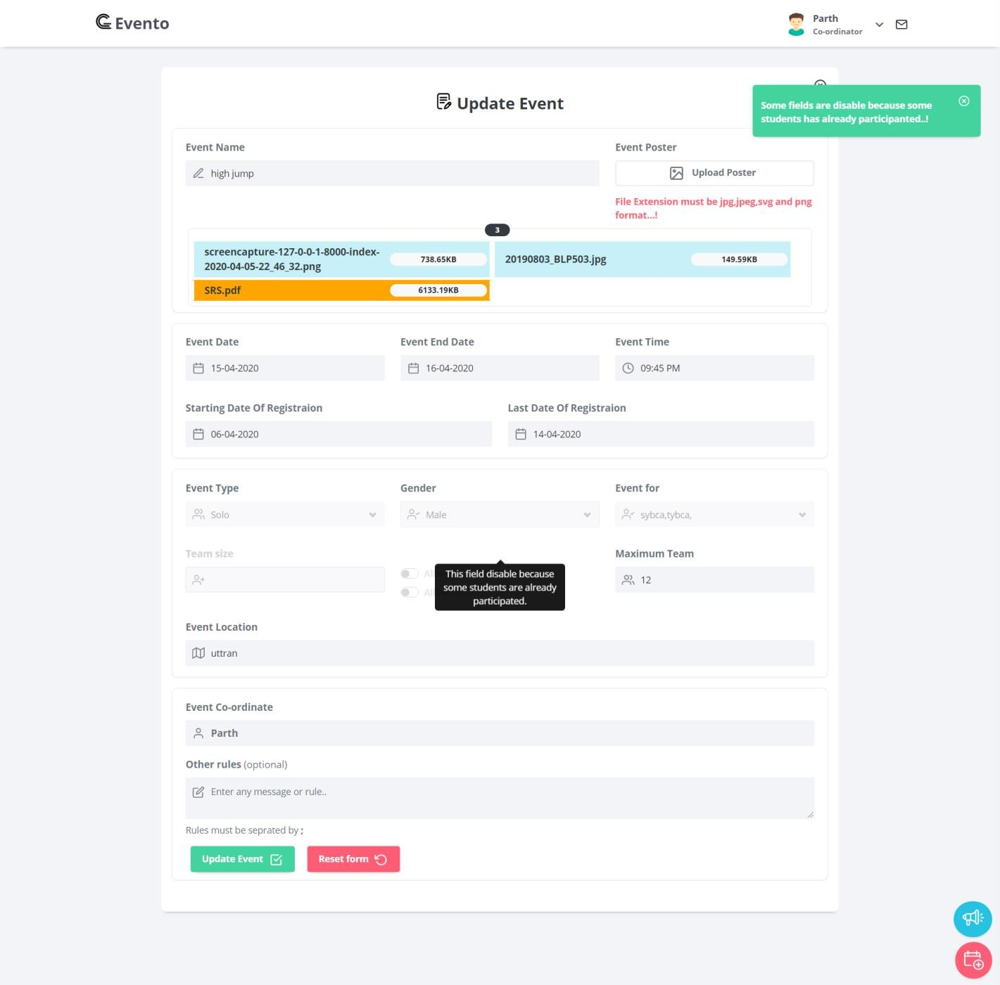 Evento
Parth
Co-ordinator
Update Event
Some fields are disable because some
students has already participanted..!
Event Name
Event Poster
high jump
Upload Poster
File Extension must be jpg,jpeg,svg and png
format...!
3
screencapture-127-0-0-1-8000-index-
2020-04-05-22_46_32.png
738.65KB
20190803_BLP503.jpg
149.59KB
SRS.pdf
6133.19KB
Event Date
Event End Date
Event Time
15-04-2020
16-04-2020
09:45 PM
Starting Date Of Registraion
Last Date Of Registraion
06-04-2020
14-04-2020
Event Type
Gender
Event for
Solo
Male
sybca,tybca,
Team size
Maximum Team
This field disable because
some students are already
participated.
12
Event Location
uttran
Event Co-ordinate
Parth
Other rules (optional)
Enter any message or rule..
Rules must be seprated by ;
Update Event
Reset form